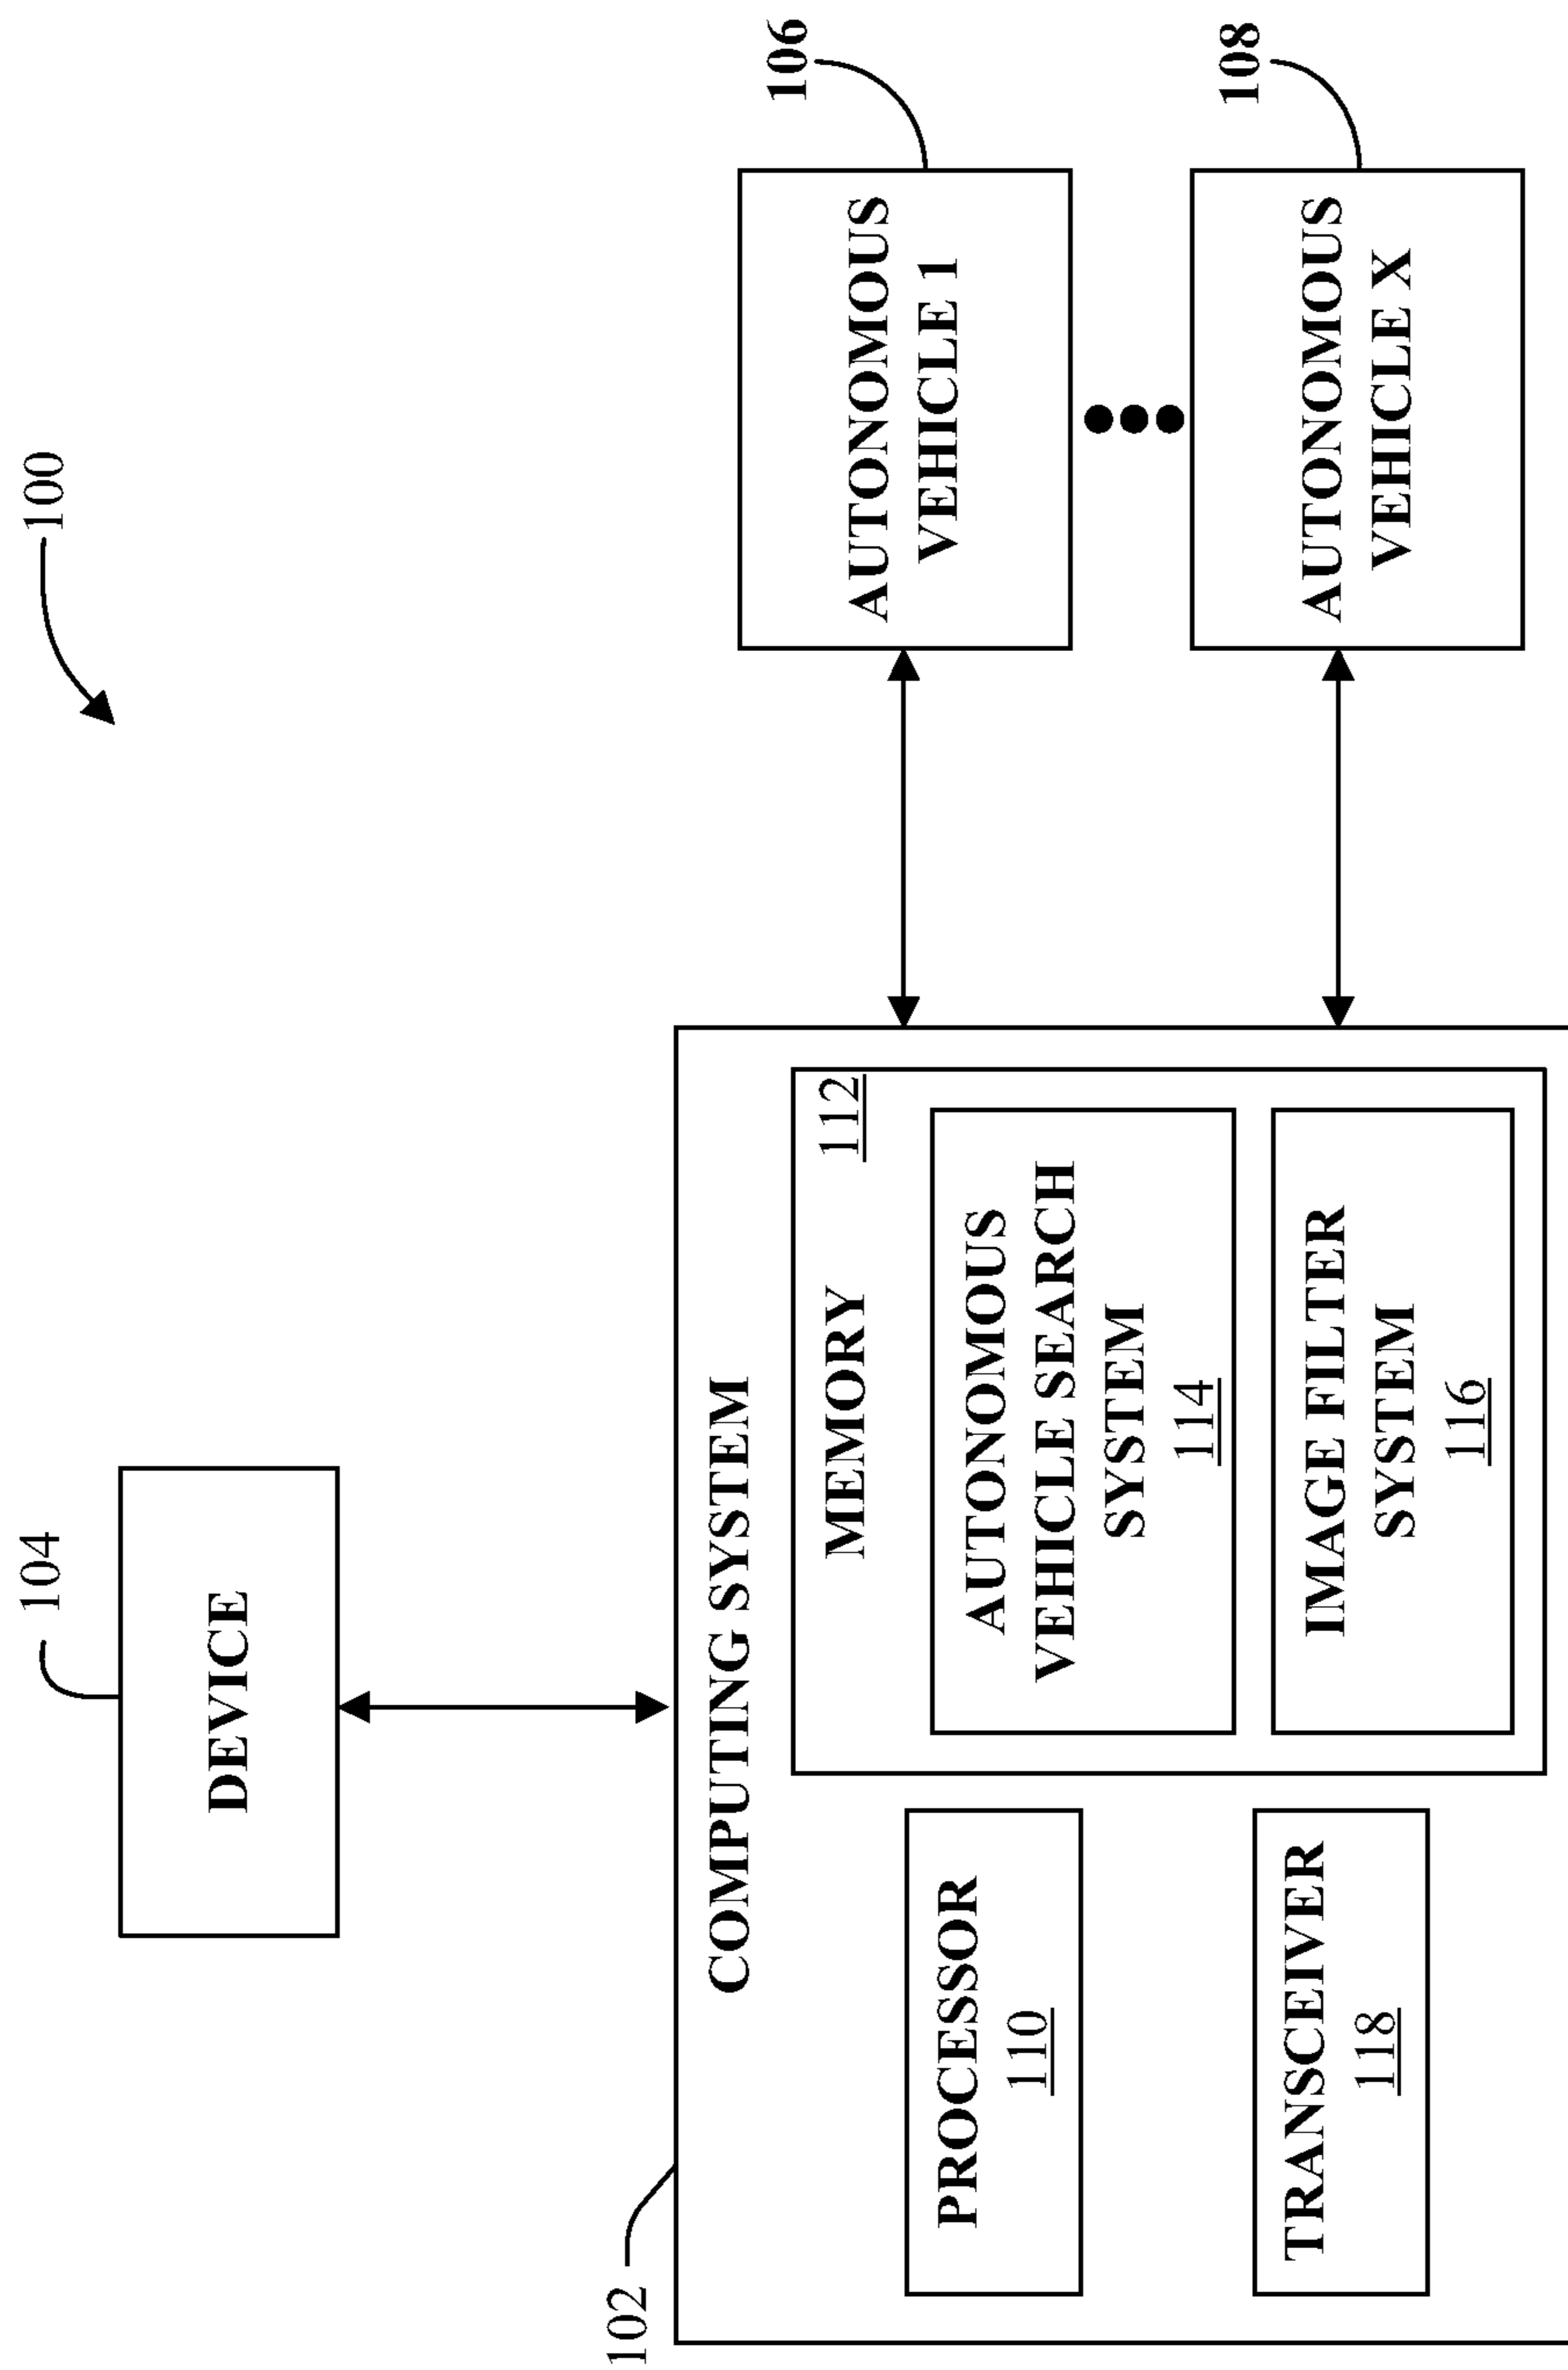 100
104
DEVICE
102
COMPUTING SYSTEM
PROCESSOR
110
TRANSCEIVER
118
MEMORY
112
AUTONOMOUS
VEHICLE SEARCH
SYSTEM
114
IMAGE FILTER
SYSTEM
116
106
AUTONOMOUS
VEHICLE 1
108
AUTONOMOUS
VEHICLE X